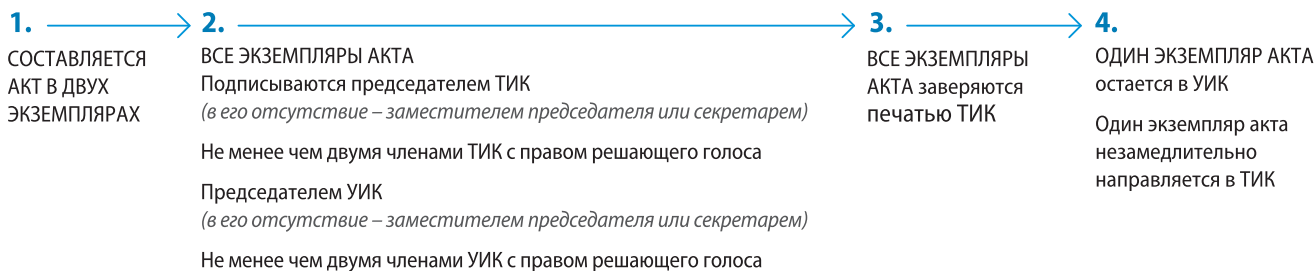 1.
СОСТАВЛЯЕТСЯ
АКТ В ДВУХ
ЭКЗЕМПЛЯРАХ
2.
ВСЕ ЭКЗЕМПЛЯРЫ АКТА
Подписываются председателем ТИК
(в его отсутствие – заместителем председателя или секретарем)
Не менее чем двумя членами ТИК с правом решающего голоса
Председателем УИК
(в его отсутствие – заместителем председателя или секретарем)
Не менее чем двумя членами УИК с правом решающего голоса
3.
ВСЕ ЭКЗЕМПЛЯРЫ
АКТА заверяются
печатью ТИК
4.
ОДИН ЭКЗЕМПЛЯР АКТА
остается в УИК
Один экземпляр акта
незамедлительно
направляется в ТИК